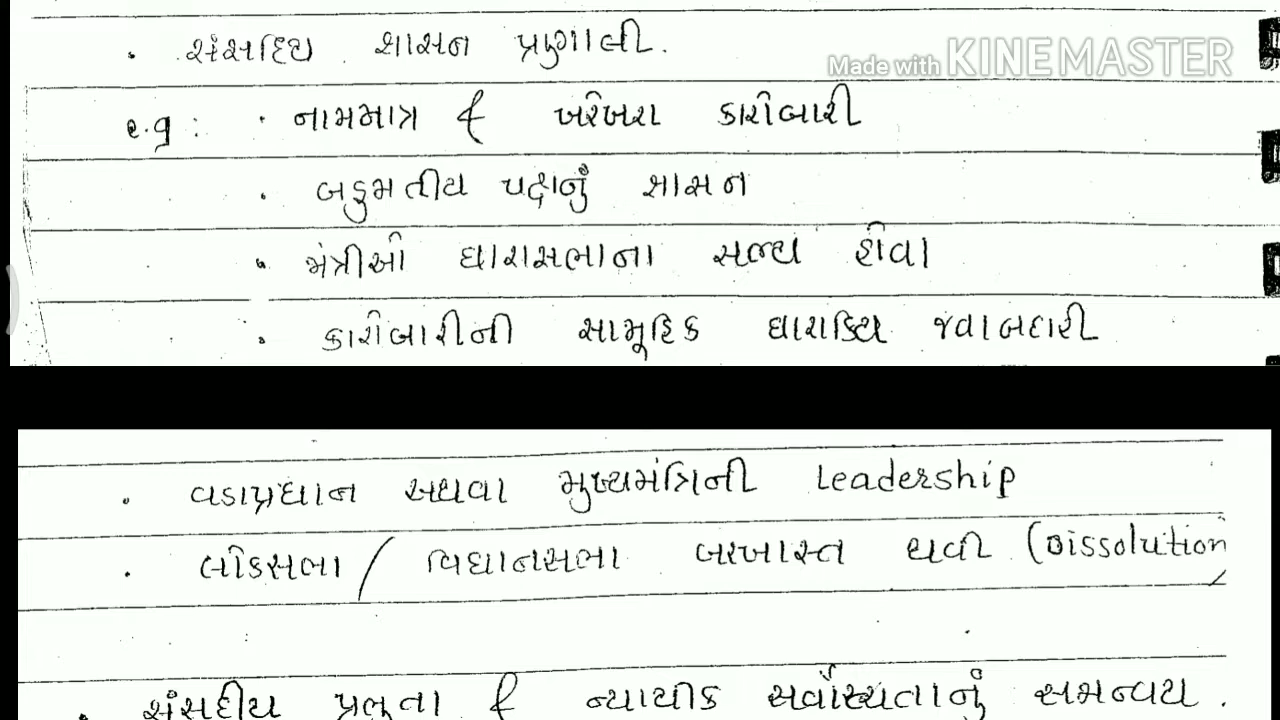 • સંસદિય શાસન પ્રણાલી.
Made with KINEMASTER
e.g : • નામમાત્ર & ખરેખરા કારોબારી
• બહુમતીય પક્ષનું શાસન
• મંત્રીઓ ધારાસભાના સભ્ય હોવા
• કારોબારીની સામૂહિક ધારાકિય જવાબદારી
• વડાપ્રધાન અથવા મુખ્યમંત્રિની Leadership
• લોકસભા / વિધાનસભા બરખાસ્ત થવી (Dissolution
• સંસદીય પ્રભુતા & ન્યાયીક સર્વોચ્યતાનું સમન્વય.